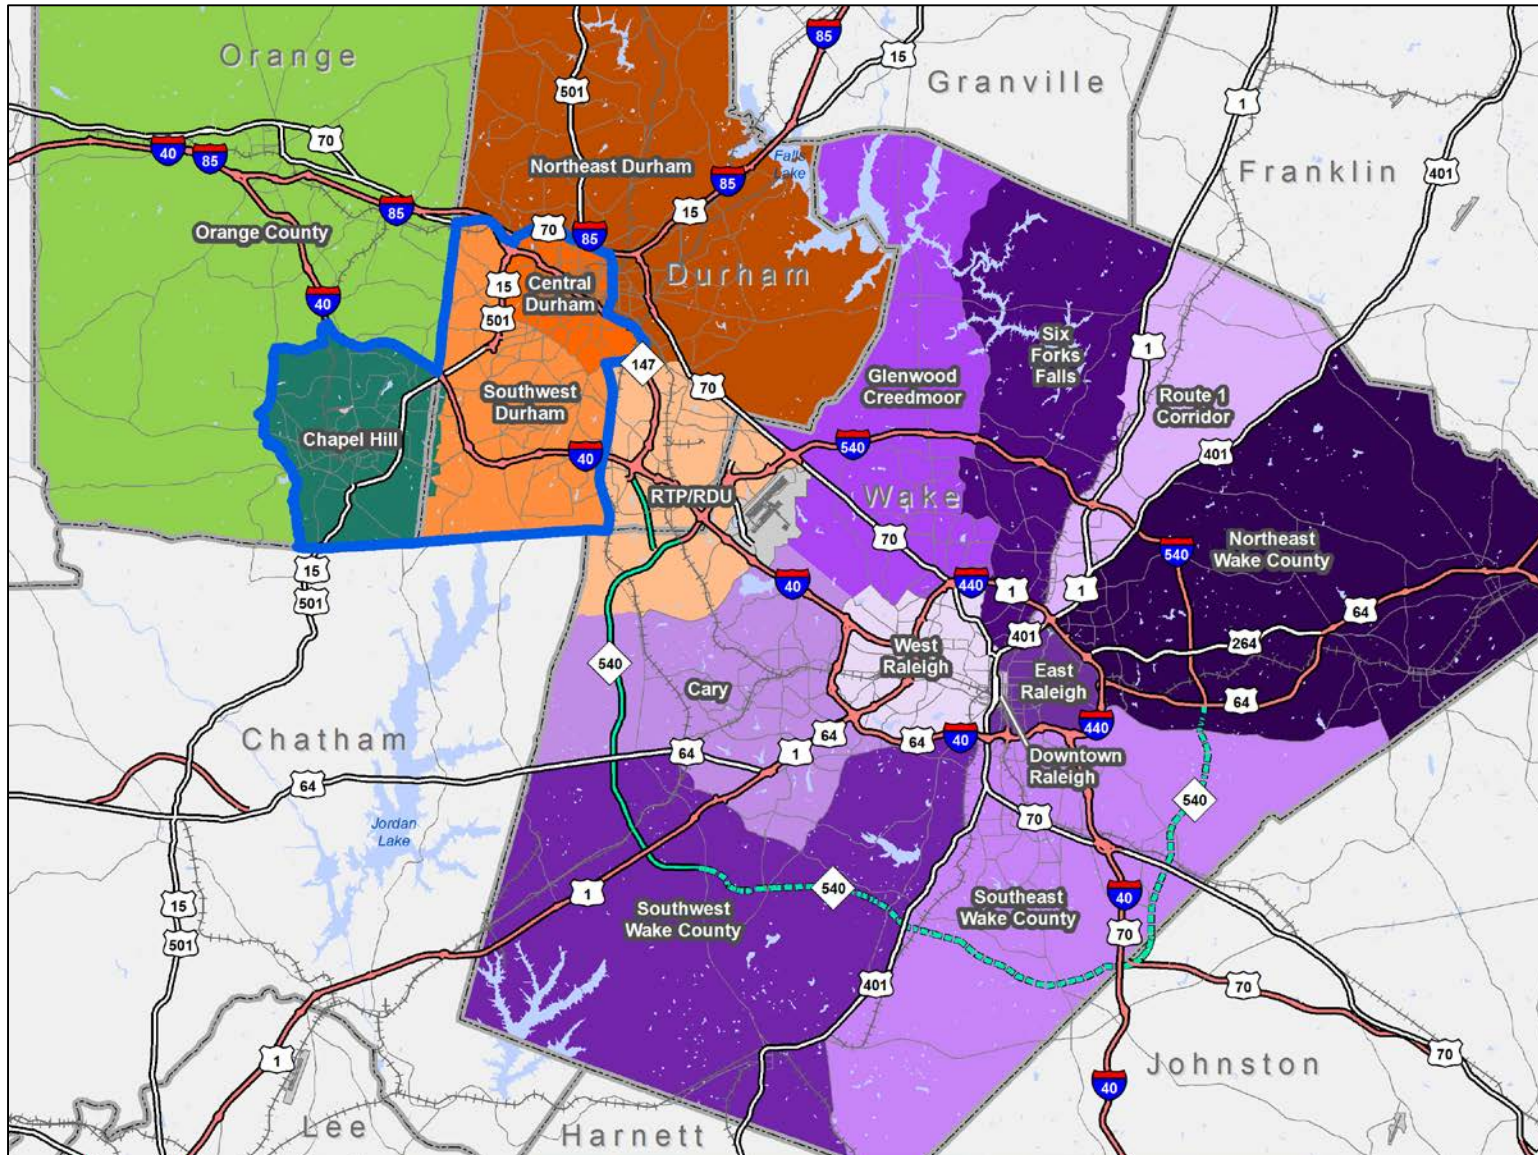 85
15
Orange
Granville
501
1
40
85
70
Northeast Durham
Falls
Lake
85
Franklin
401
85
15
Orange County
70
85
Durham
40
15
Central
Durham
501
147
70
Six
Forks
Falls
1
Glenwood
Creedmoor
Southwest
Durham
Route 1
Corridor
Chapel Hill
40
540
401
RTP/RDU
Wake
70
540
Northeast
Wake County
15
501
40
440
1
1
64
401
264
West
Raleigh
East
Raleigh
540
Cary
64
Chatham
64
1
64
64
40
440
Downtown
Raleigh
64
540
Jordan
Lake
70
540
1
Southwest
Wake County
Southeast
Wake County
40
15
501
70
401
70
1
70
Johnston
40
Lee
Harnett